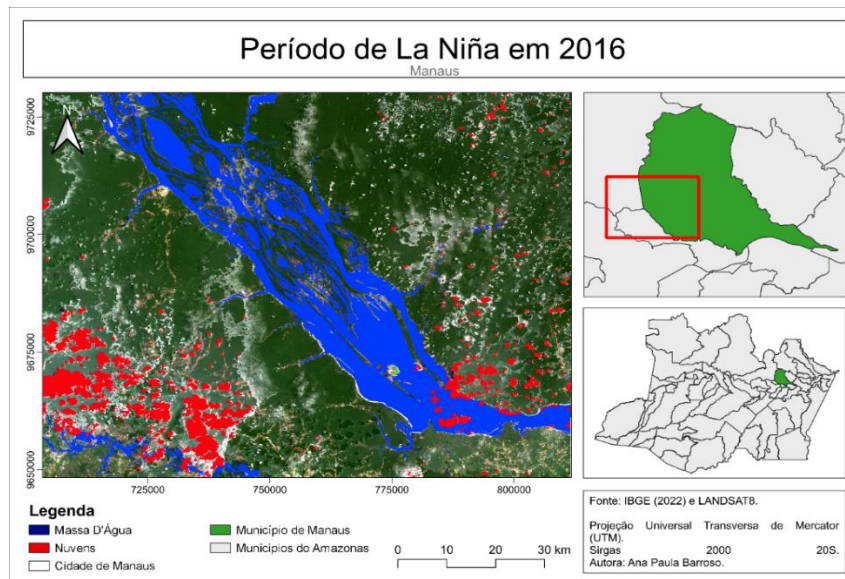 Período de La Niña em 2016
Manaus
N
9725000
9700000
9675000
9650000
725000
750000
775000
800000
Legenda
Massa D'Água
Nuvens
Cidade de Manaus
Município de Manaus
Municipios do Amazonas
0 10 20 30 km
Fonte: IBGE (2022) e LANDSAT8.
Projeção Universal Transversa de Mercator
(UTM).
Sirgas 2000 20S.
Autora: Ana Paula Barroso.